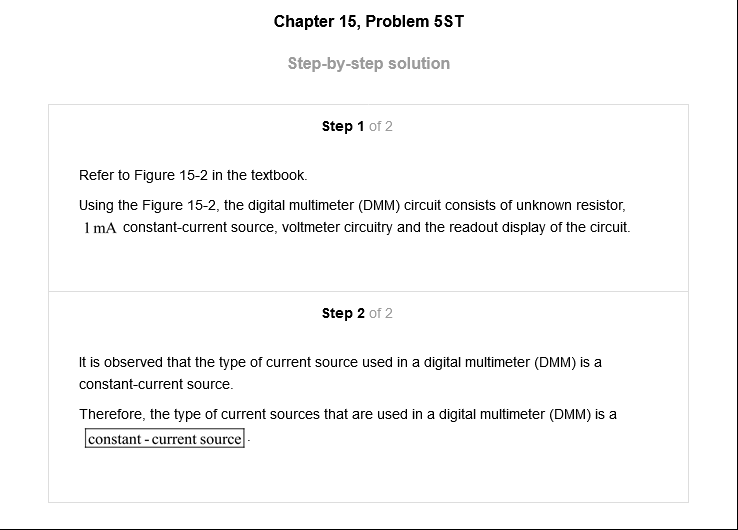 Chapter 15, Problem 5ST
Step-by-step solution
Step 1 of 2
Refer to Figure 15-2 in the textbook.
Using the Figure 15-2, the digital multimeter (DMM) circuit consists of unknown resistor,
1 mA constant-current source, voltmeter circuitry and the readout display of the circuit.
Step 2 of 2
It is observed that the type of current source used in a digital multimeter (DMM) is a
constant-current source.
Therefore, the type of current sources that are used in a digital multimeter (DMM) is a
constant - current source.